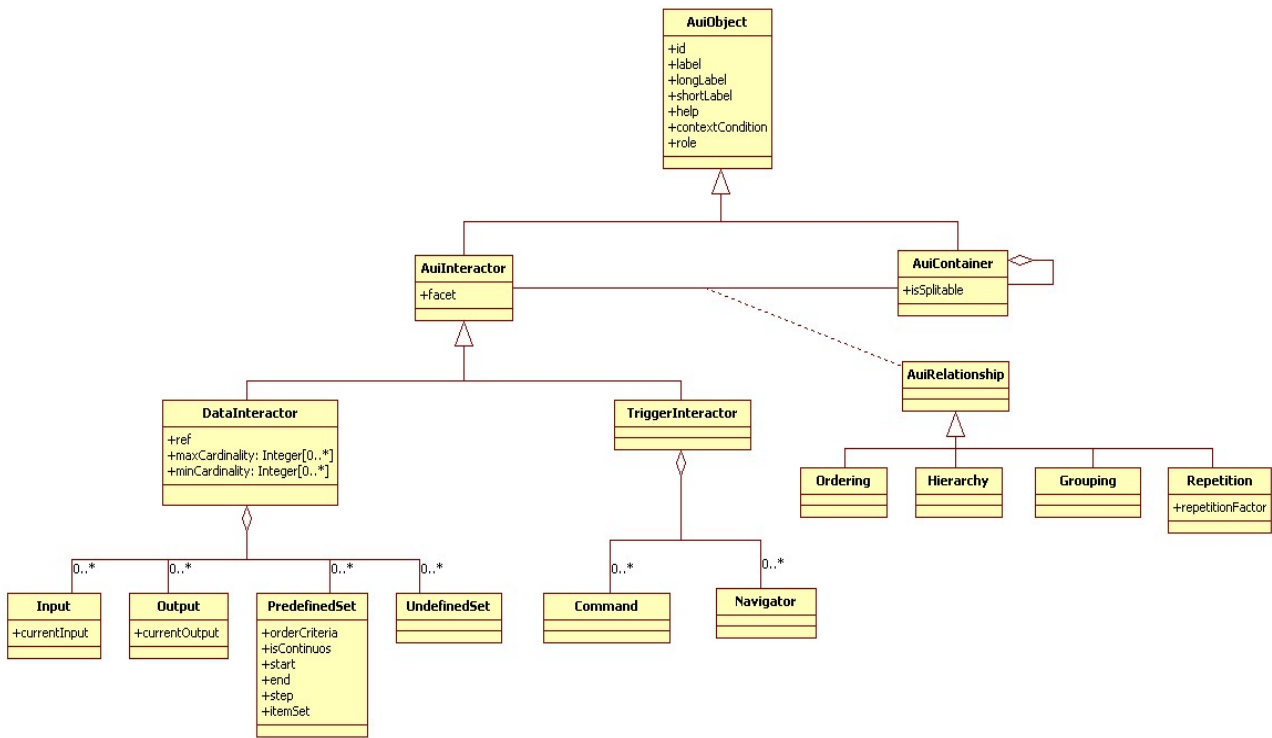 AuiObject
+id
+label
+longLabel
+shortLabel
+help
+contextCondition
+role
AuiInteractor
+facet
AuiContainer
+isSplitable
AuiRelationship
DataInteractor
+ref
+maxCardinality: Integer[0..*]
+minCardinality: Integer[0..*]
TriggerInteractor
Ordering
Hierarchy
Grouping
Repetition
+repetitionFactor
0..*
0..*
0..*
0..*
0..*
0..*
Input
+currentInput
Output
+currentOutput
PredefinedSet
+orderCriteria
+isContinuos
+start
+end
+step
+itemSet
UndefinedSet
Command
Navigator